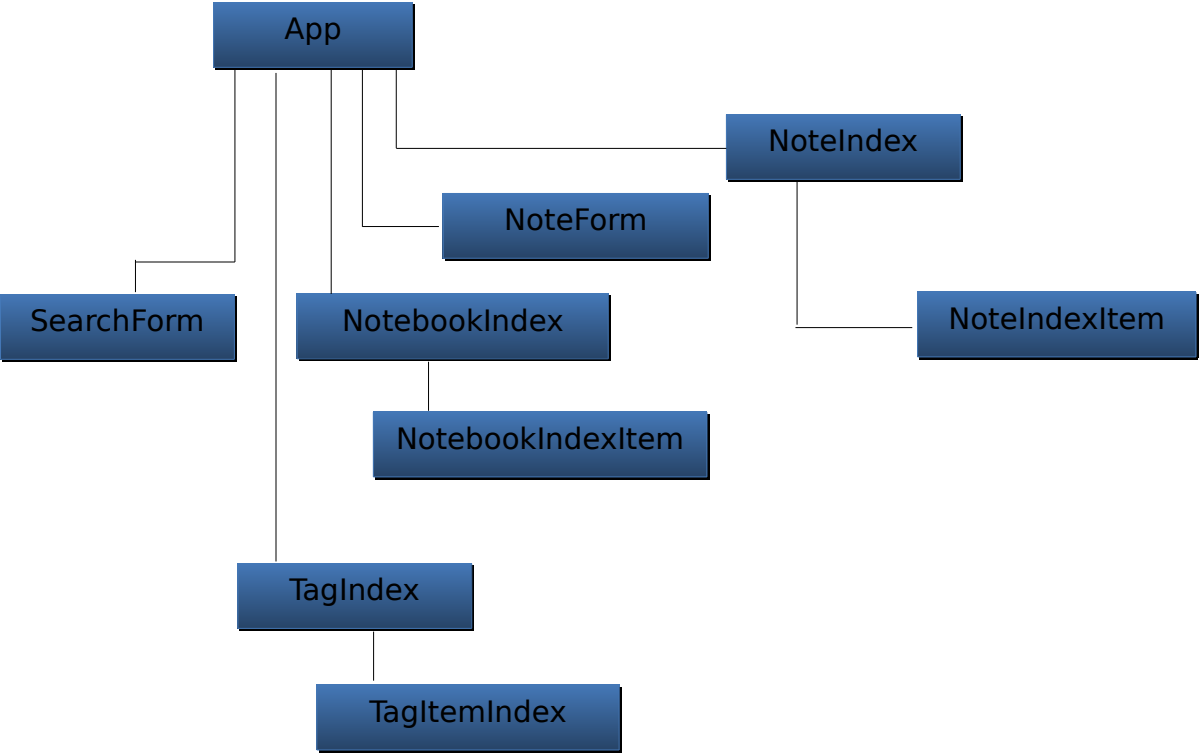 App
NoteIndex
NoteForm
SearchForm
NotebookIndex
NoteIndexItem
NotebookIndexItem
TagIndex
TagItemIndex